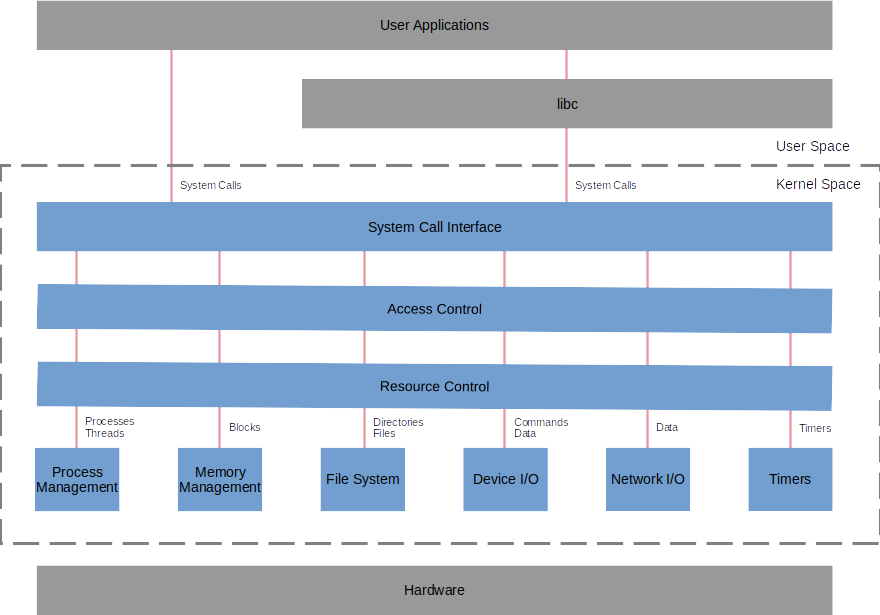 User Applications
libc
User Space
Kernel Space
System Calls
System Calls
System Call Interface
Access Control
Resource Control
Processes
Threads
Blocks
Directories
Files
Commands
Data
Data
Timers
Process
Management
Memory
Management
File System
Device I/O
Network I/O
Timers
Hardware